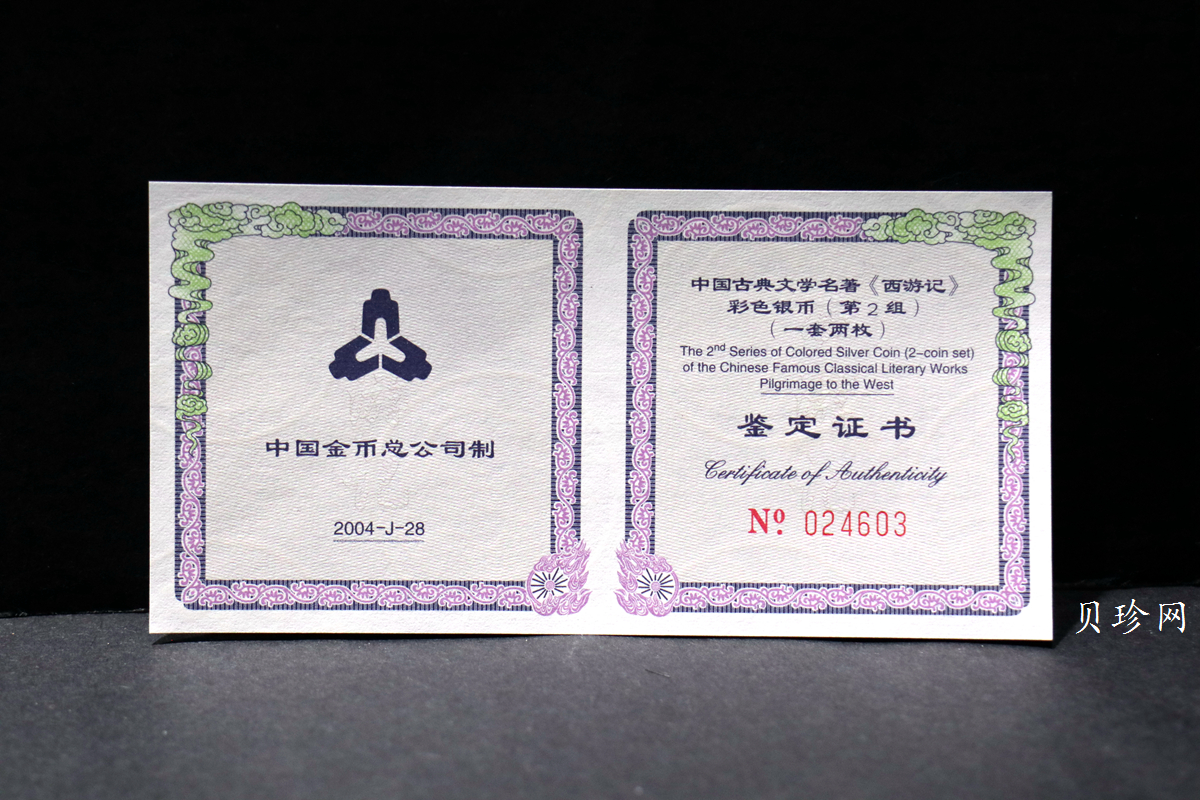 中国金币总公司制
2004-J-28
中国古典文学名著《西游记》
彩色银币（第2组）
（一套两枚）
The 2nd Series of Colored Silver Coin (2-coin set)
of the Chinese Famous Classical Literary Works
Pilgrimage to the West
鉴定证书
Certificate of Authenticity
Nº 024603
贝珍网